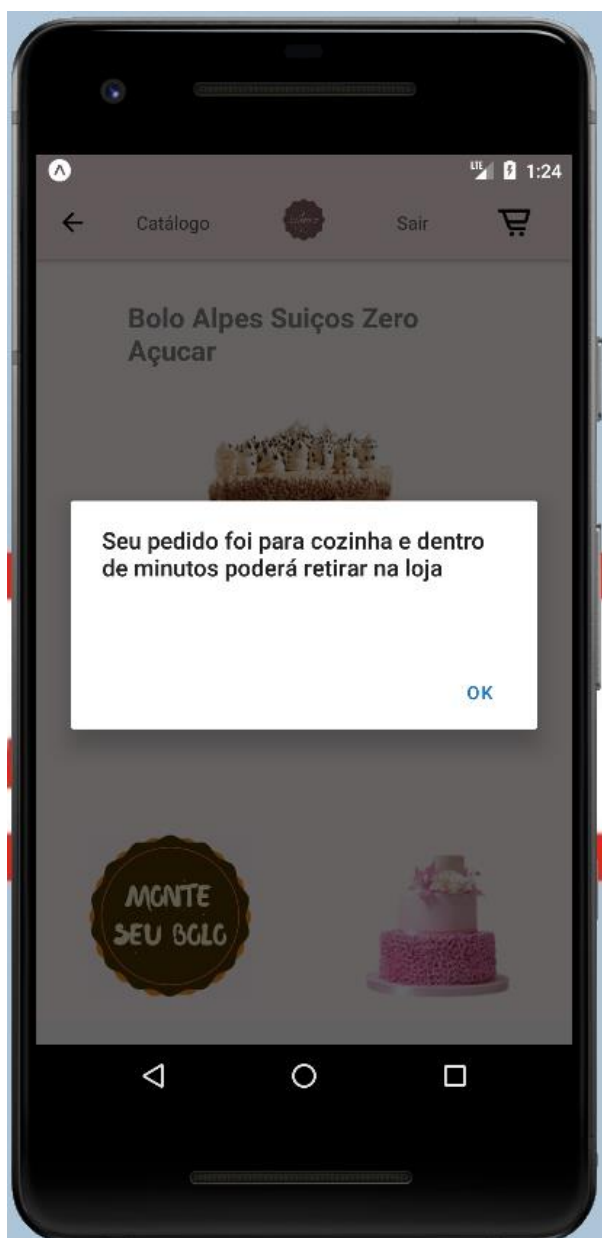 LTE 1:24
Catálogo Sair
Bolo Alpes Suiços Zero
Açucar
Seu pedido foi para cozinha e dentro
de minutos poderá retirar na loja
OK
MONTE
SEU BOLO